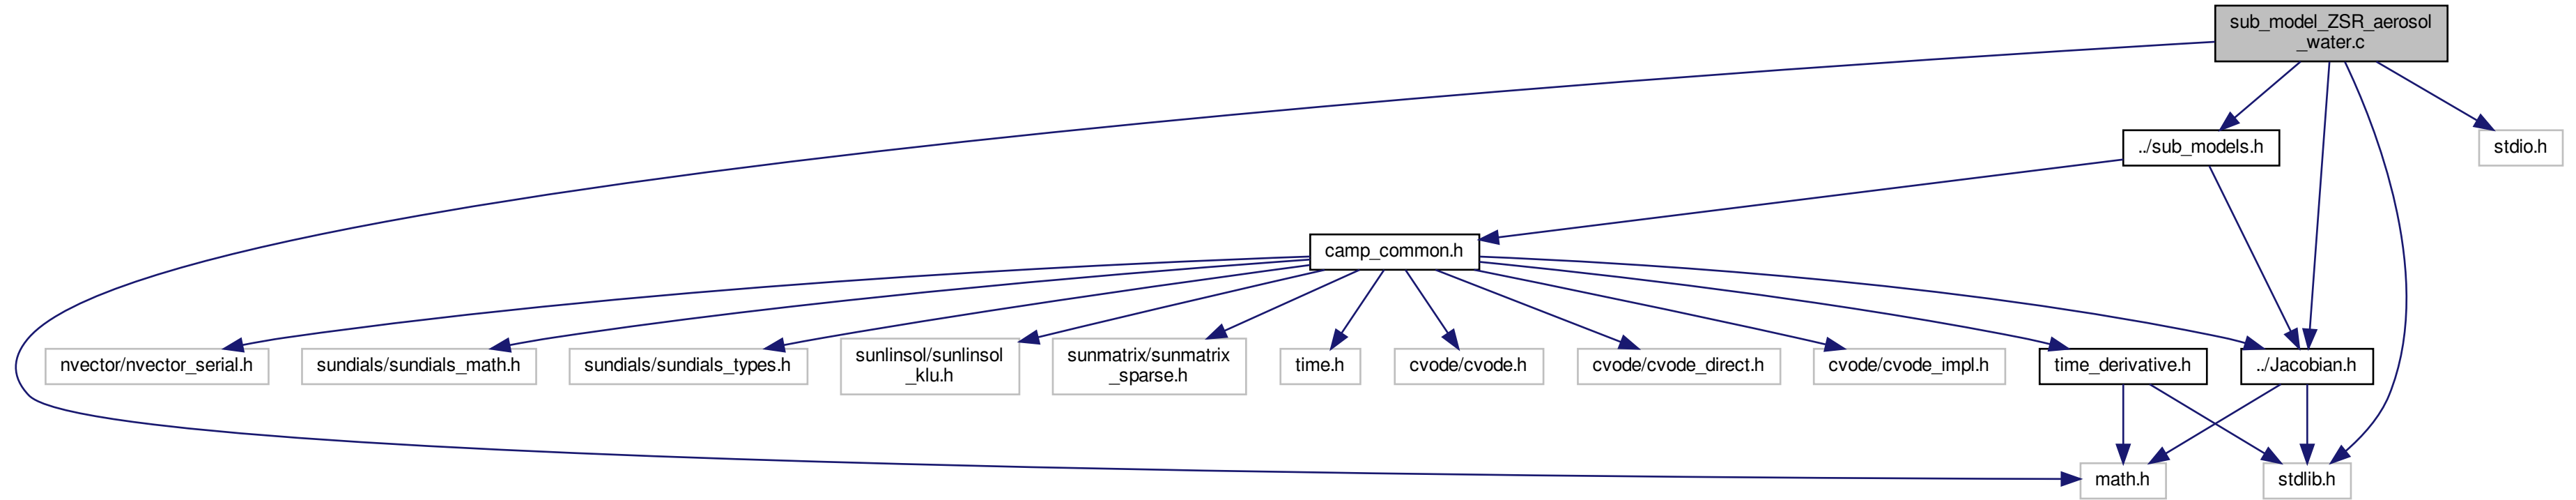 sub_model_ZSR_aerosol
_water.c
../sub_models.h
stdio.h
camp_common.h
nvector/nvector_serial.h
sundials/sundials_math.h
sundials/sundials_types.h
sunlinsol/sunlinsol
_klu.h
sunmatrix/sunmatrix
_sparse.h
time.h
cvode/cvode.h
cvode/cvode_direct.h
cvode/cvode_impl.h
time_derivative.h
../Jacobian.h
math.h
stdlib.h